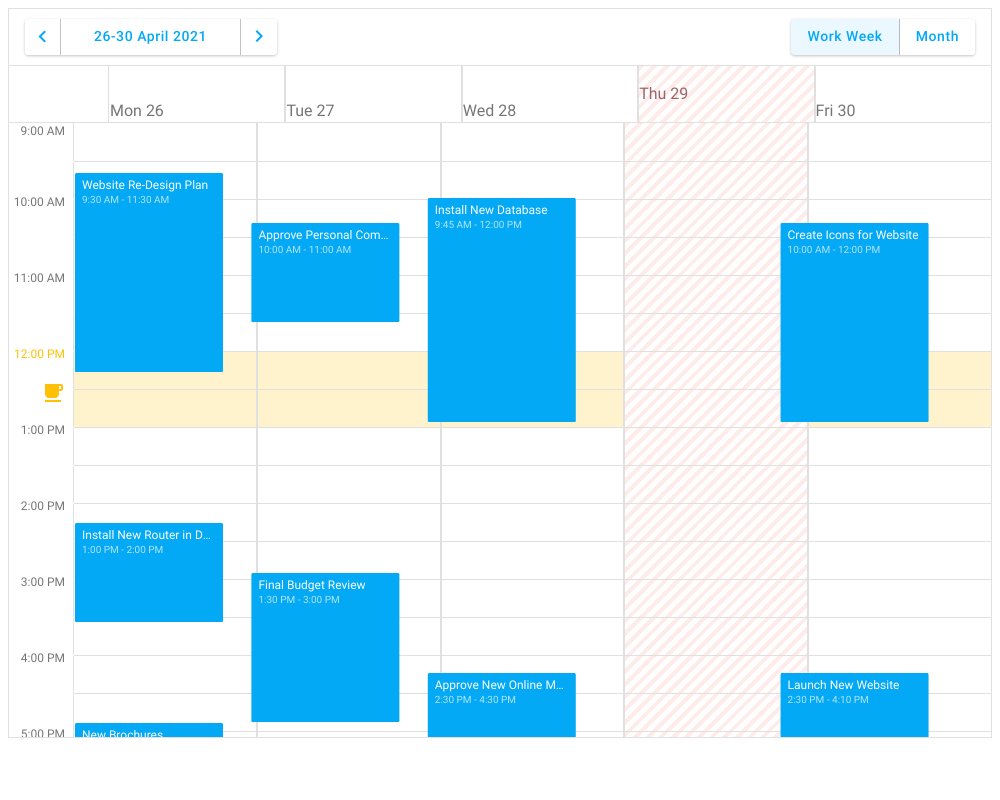 26-30 April 2021
Work Week
Month
Mon 26
Tue 27
Wed 28
Thu 29
Fri 30
9:00 AM
10:00 AM
11:00 AM
12:00 PM
1:00 PM
2:00 PM
3:00 PM
4:00 PM
5:00 PM
Website Re-Design Plan
9:30 AM - 11:30 AM
Install New Router in D...
1:00 PM - 2:00 PM
New Brochures
Approve Personal Com...
10:00 AM - 11:00 AM
Final Budget Review
1:30 PM - 3:00 PM
Install New Database
9:45 AM - 12:00 PM
Approve New Online M...
2:30 PM - 4:30 PM
Create Icons for Website
10:00 AM - 12:00 PM
Launch New Website
2:30 PM - 4:10 PM